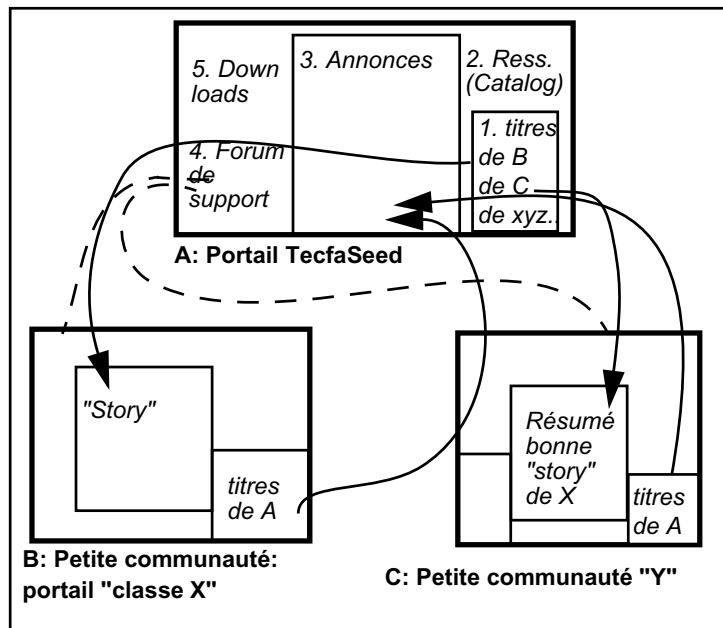 5. Down
loads
3. Annonces
2. Ress.
(Catalog)
1. titres
de B
de C
de xyz..
4. Forum
de
support
A: Portail TecfaSeed
"Story"
titres
de A
B: Petite communauté:
portail "classe X"
Résumé
bonne
"story"
de X
titres
de A
C: Petite communauté "Y"